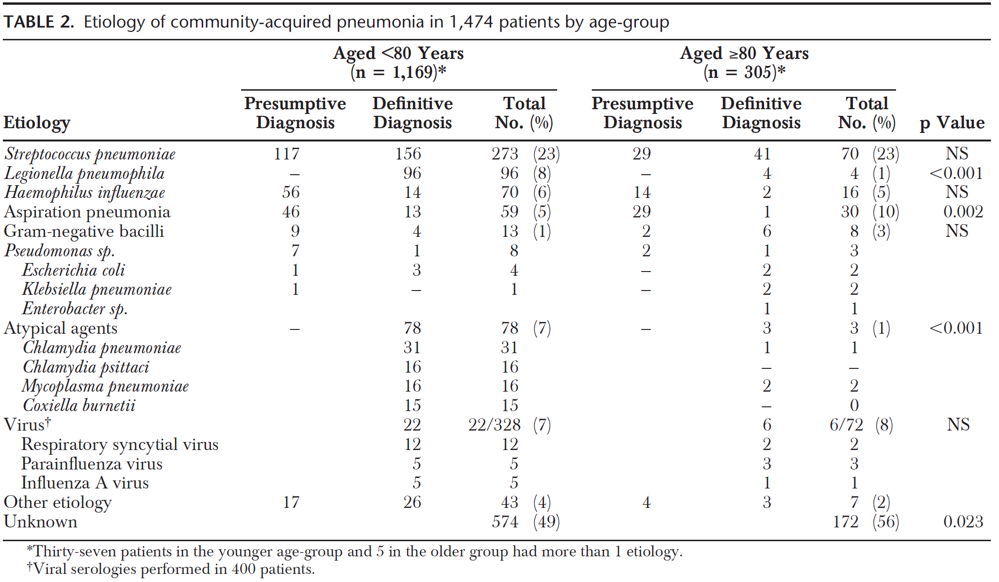 TABLE 2. Etiology of community-acquired pneumonia in 1,474 patients by age-group
Aged <80 Years Aged ≥80 Years
(n = 1,169)* (n = 305)*
Presumptive Definitive Total Presumptive Definitive Total
Etiology Diagnosis Diagnosis No. (%) Diagnosis Diagnosis No. (%) p Value
Streptococcus pneumoniae 117 156 273 (23) 29 41 70 (23) NS
Legionella pneumophila – 96 96 (8) – 4 4 (1) <0.001
Haemophilus influenzae 56 14 70 (6) 14 2 16 (5) NS
Aspiration pneumonia 46 13 59 (5) 29 1 30 (10) 0.002
Gram-negative bacilli 9 4 13 (1) 2 6 8 (3) NS
Pseudomonas sp. 7 1 8 2 1 3
Escherichia coli 1 3 4 – 2 2
Klebsiella pneumoniae 1 – 1 – 2 2
Enterobacter sp. 1 1
Atypical agents – 78 78 (7) – 3 3 (1) <0.001
Chlamydia pneumoniae 31 31 1 1
Chlamydia psittaci 16 16 – –
Mycoplasma pneumoniae 16 16 2 2
Coxiella burnetii 15 15 – 0
Virus† 22 22/328 (7) 6 6/72 (8) NS
Respiratory syncytial virus 12 12 2 2
Parainfluenza virus 5 5 3 3
Influenza A virus 5 5 1 1
Other etiology 17 26 43 (4) 4 3 7 (2)
Unknown 574 (49) 172 (56) 0.023
*Thirty-seven patients in the younger age-group and 5 in the older group had more than 1 etiology.
†Viral serologies performed in 400 patients.